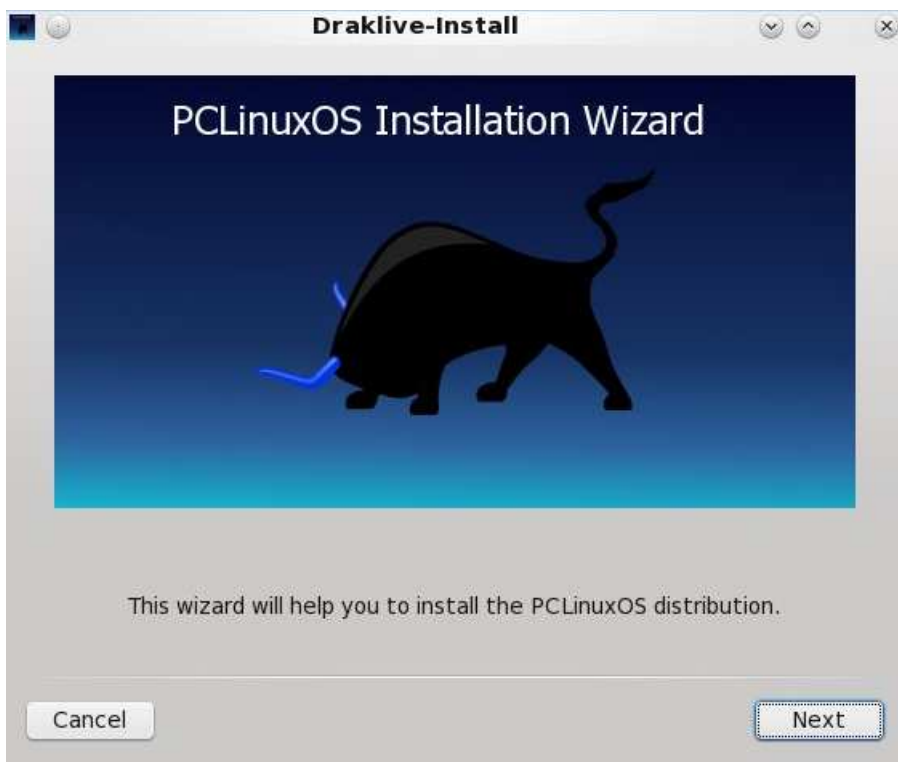 Draklive-Install
PCLinuxOS Installation Wizard
This wizard will help you to install the PCLinuxOS distribution.
Cancel
Next